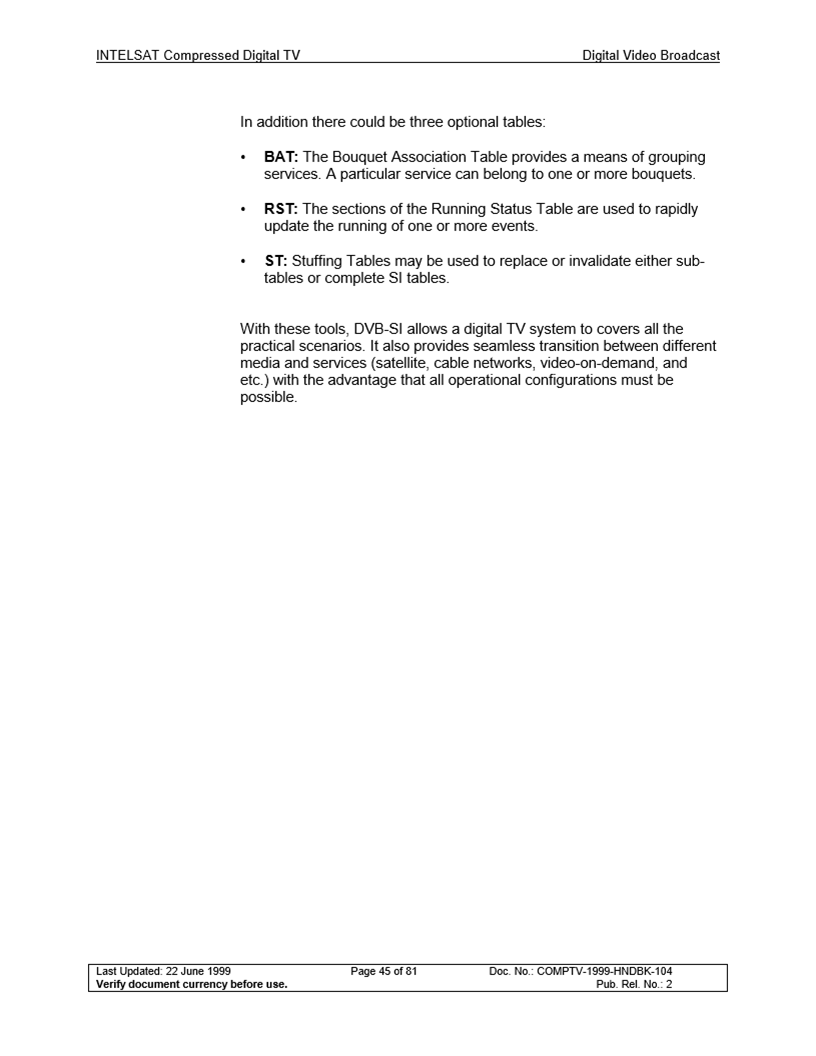 INTELSAT Compressed Digital TV Digital Video Broadcast
In addition there could be three optional tables:
• BAT: The Bouquet Association Table provides a means of grouping
services. A particular service can belong to one or more bouquets.
• RST: The sections of the Running Status Table are used to rapidly
update the running of one or more events.
• ST: Stuffing Tables may be used to replace or invalidate either sub-
tables or complete SI tables.
With these tools, DVB-SI allows a digital TV system to covers all the
practical scenarios. It also provides seamless transition between different
media and services (satellite, cable networks, video-on-demand, and
etc.) with the advantage that all operational configurations must be
possible.
Last Updated: 22 June 1999 Page 45 of 81 Doc. No.: COMPTV-1999-HNDBK-104
Verify document currency before use. Pub. Rel. No.: 2